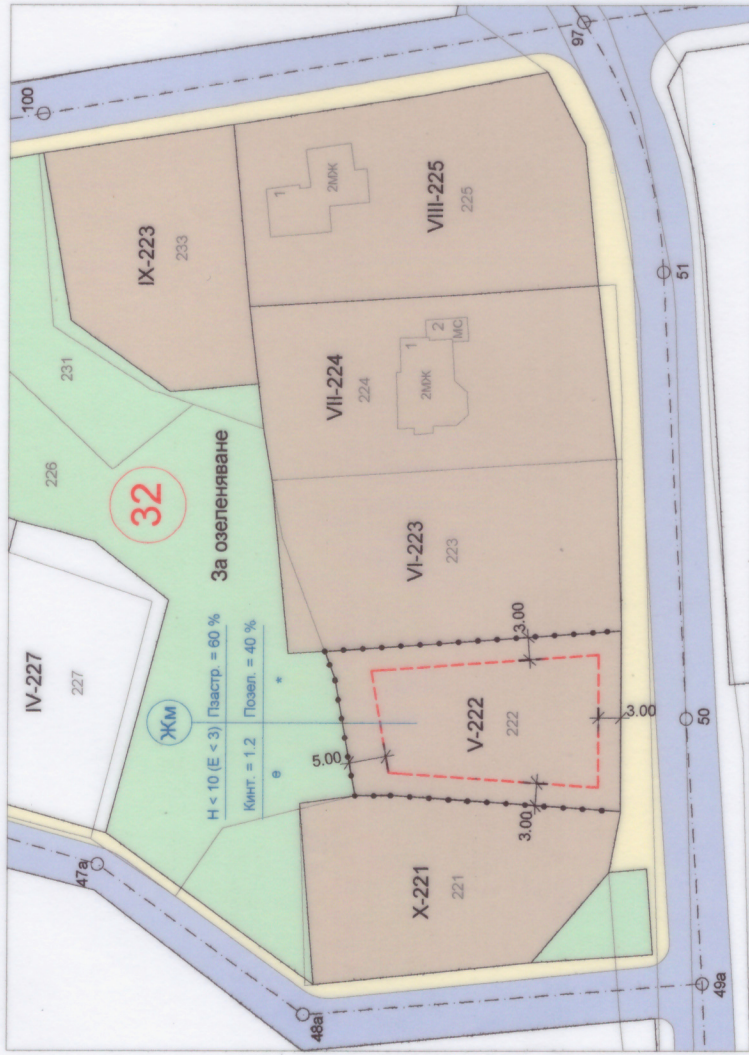 IV-227
227
226
231
32
За озеленяване
Жм
H < 10 (E < 3) Пзастр. = 60 %
Кинт. = 1.2 Позел. = 40 %
е *
IX-223
233
100
97
47а
48а
49а
50
51
X-221
221
V-222
222
5.00
3.00
3.00
3.00
VI-223
223
VII-224
224
1
2МЖ
2
МС
VIII-225
225
1
2МЖ